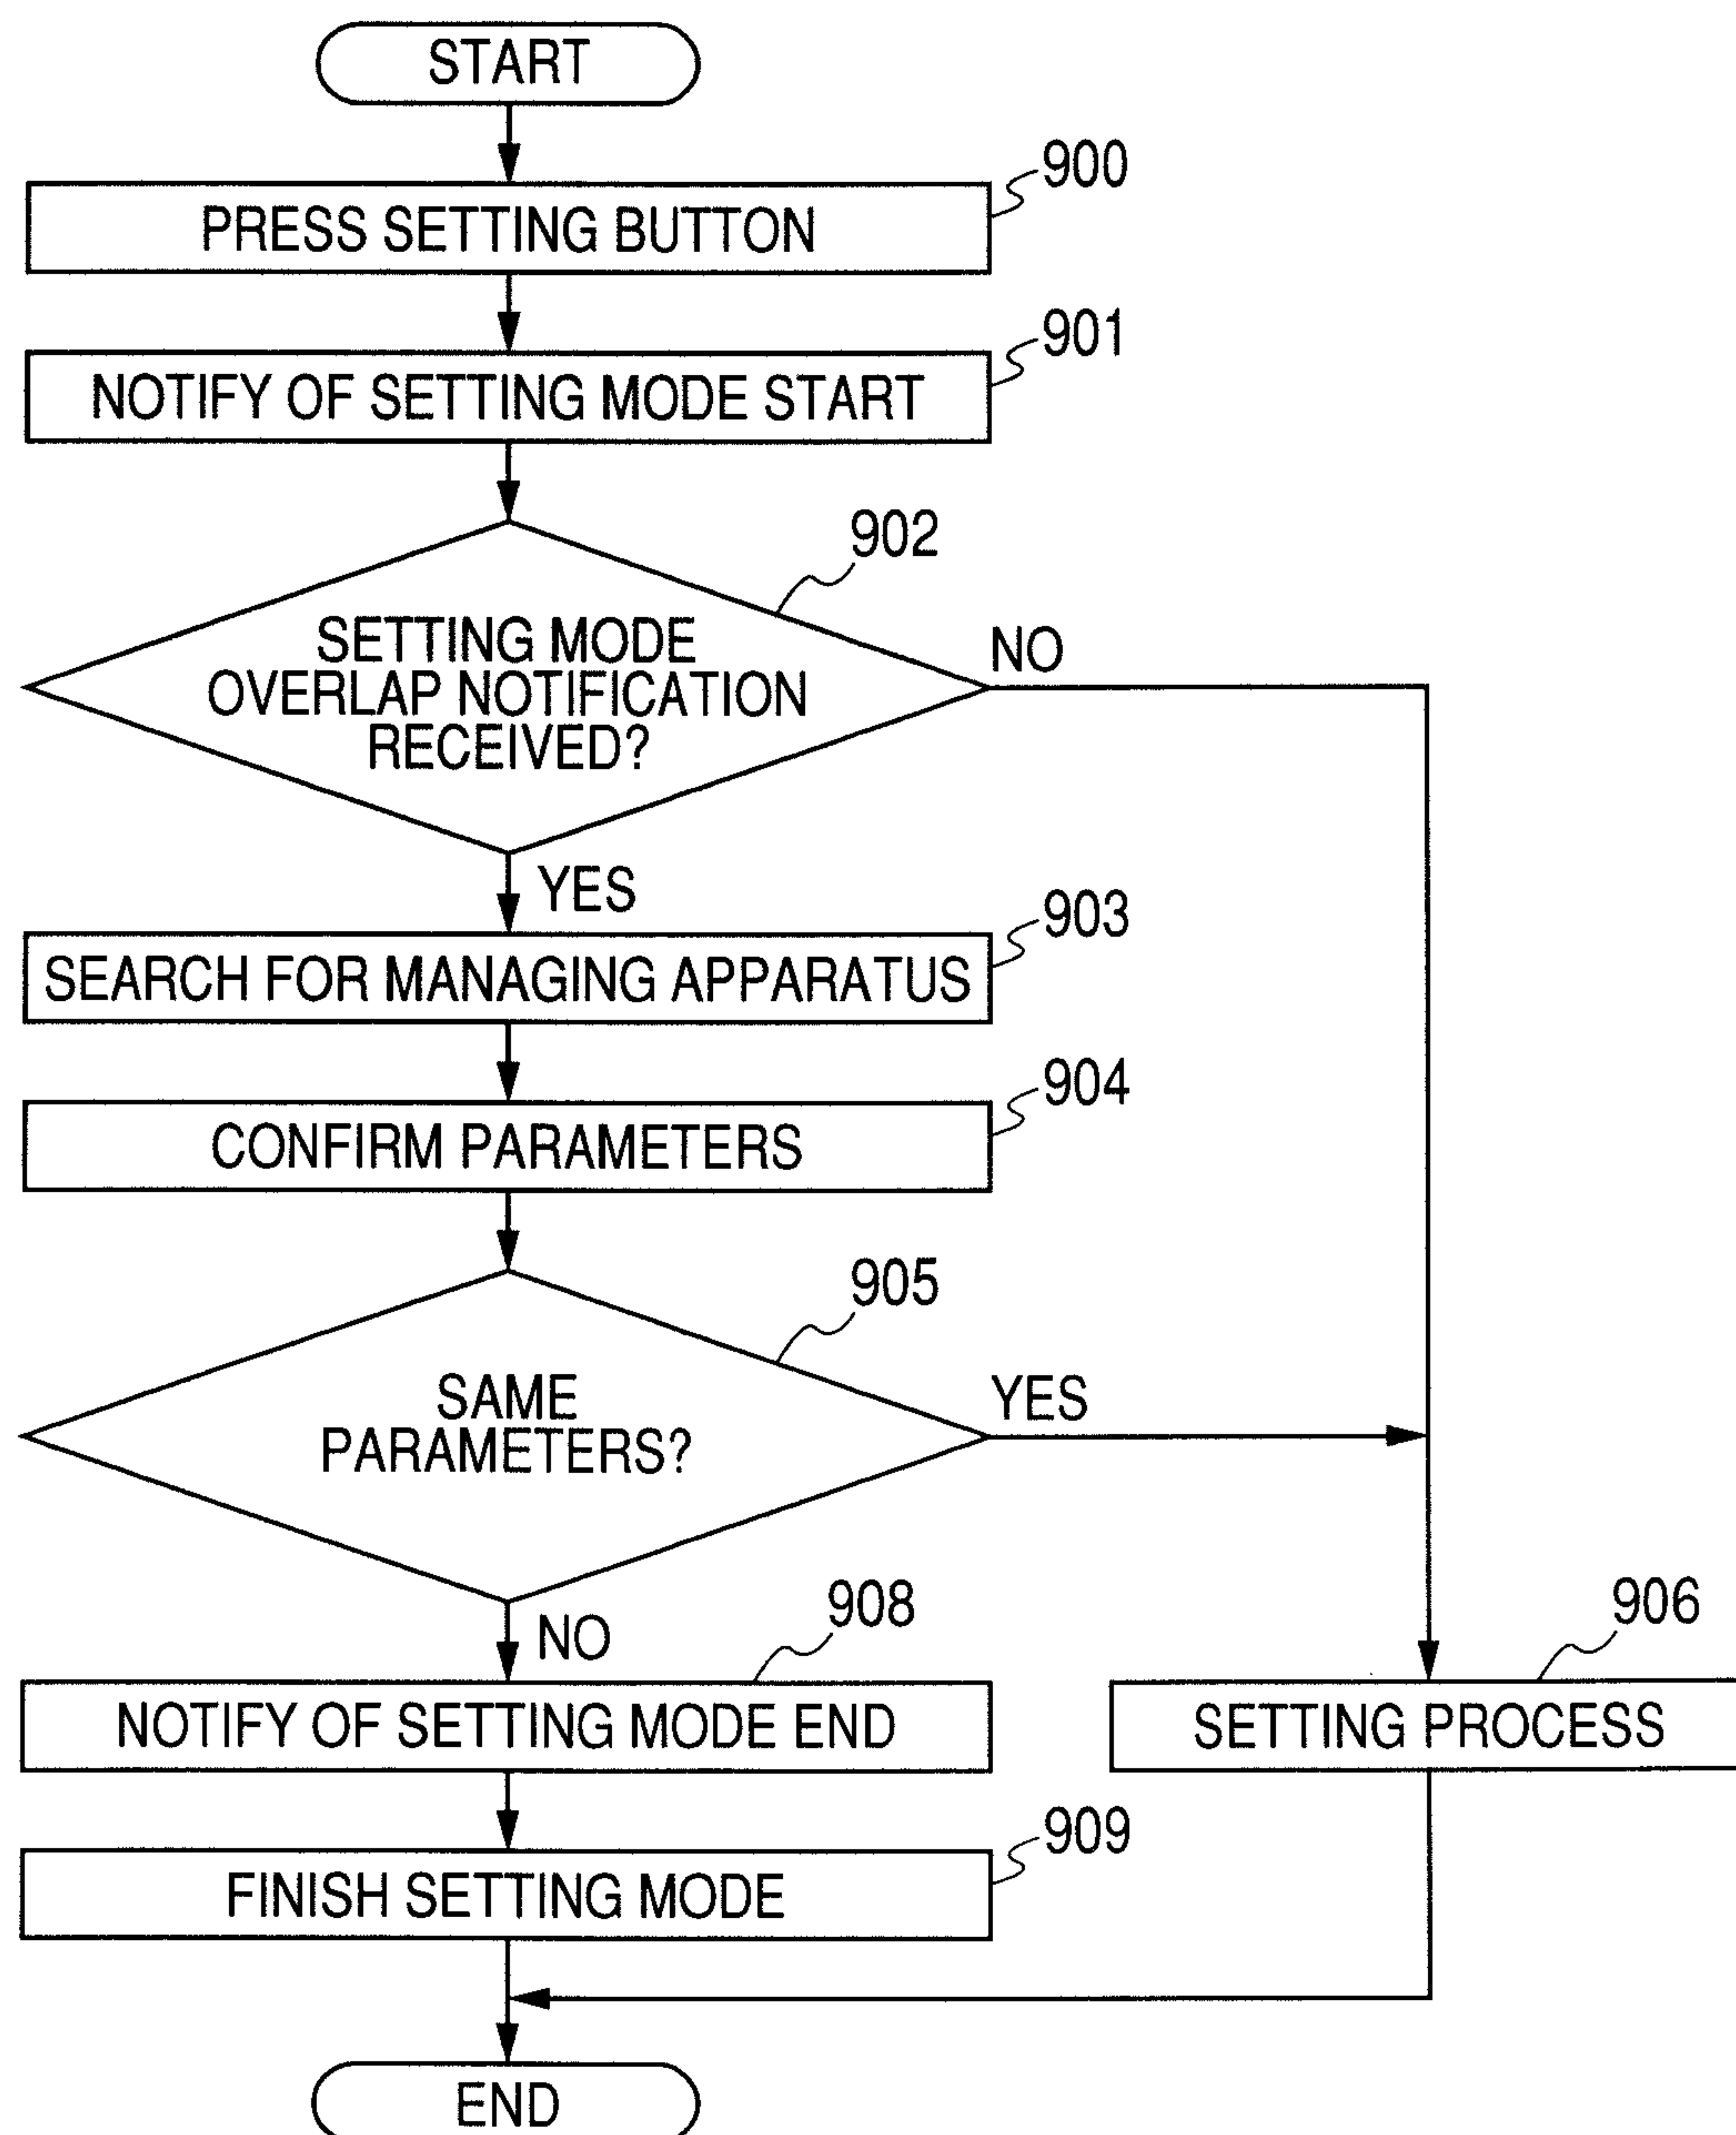 START
900
PRESS SETTING BUTTON
901
NOTIFY OF SETTING MODE START
902
SETTING MODE
OVERLAP NOTIFICATION
RECEIVED?
NO
YES
903
SEARCH FOR MANAGING APPARATUS
904
CONFIRM PARAMETERS
905
SAME
PARAMETERS?
YES
NO
908
NOTIFY OF SETTING MODE END
906
SETTING PROCESS
909
FINISH SETTING MODE
END